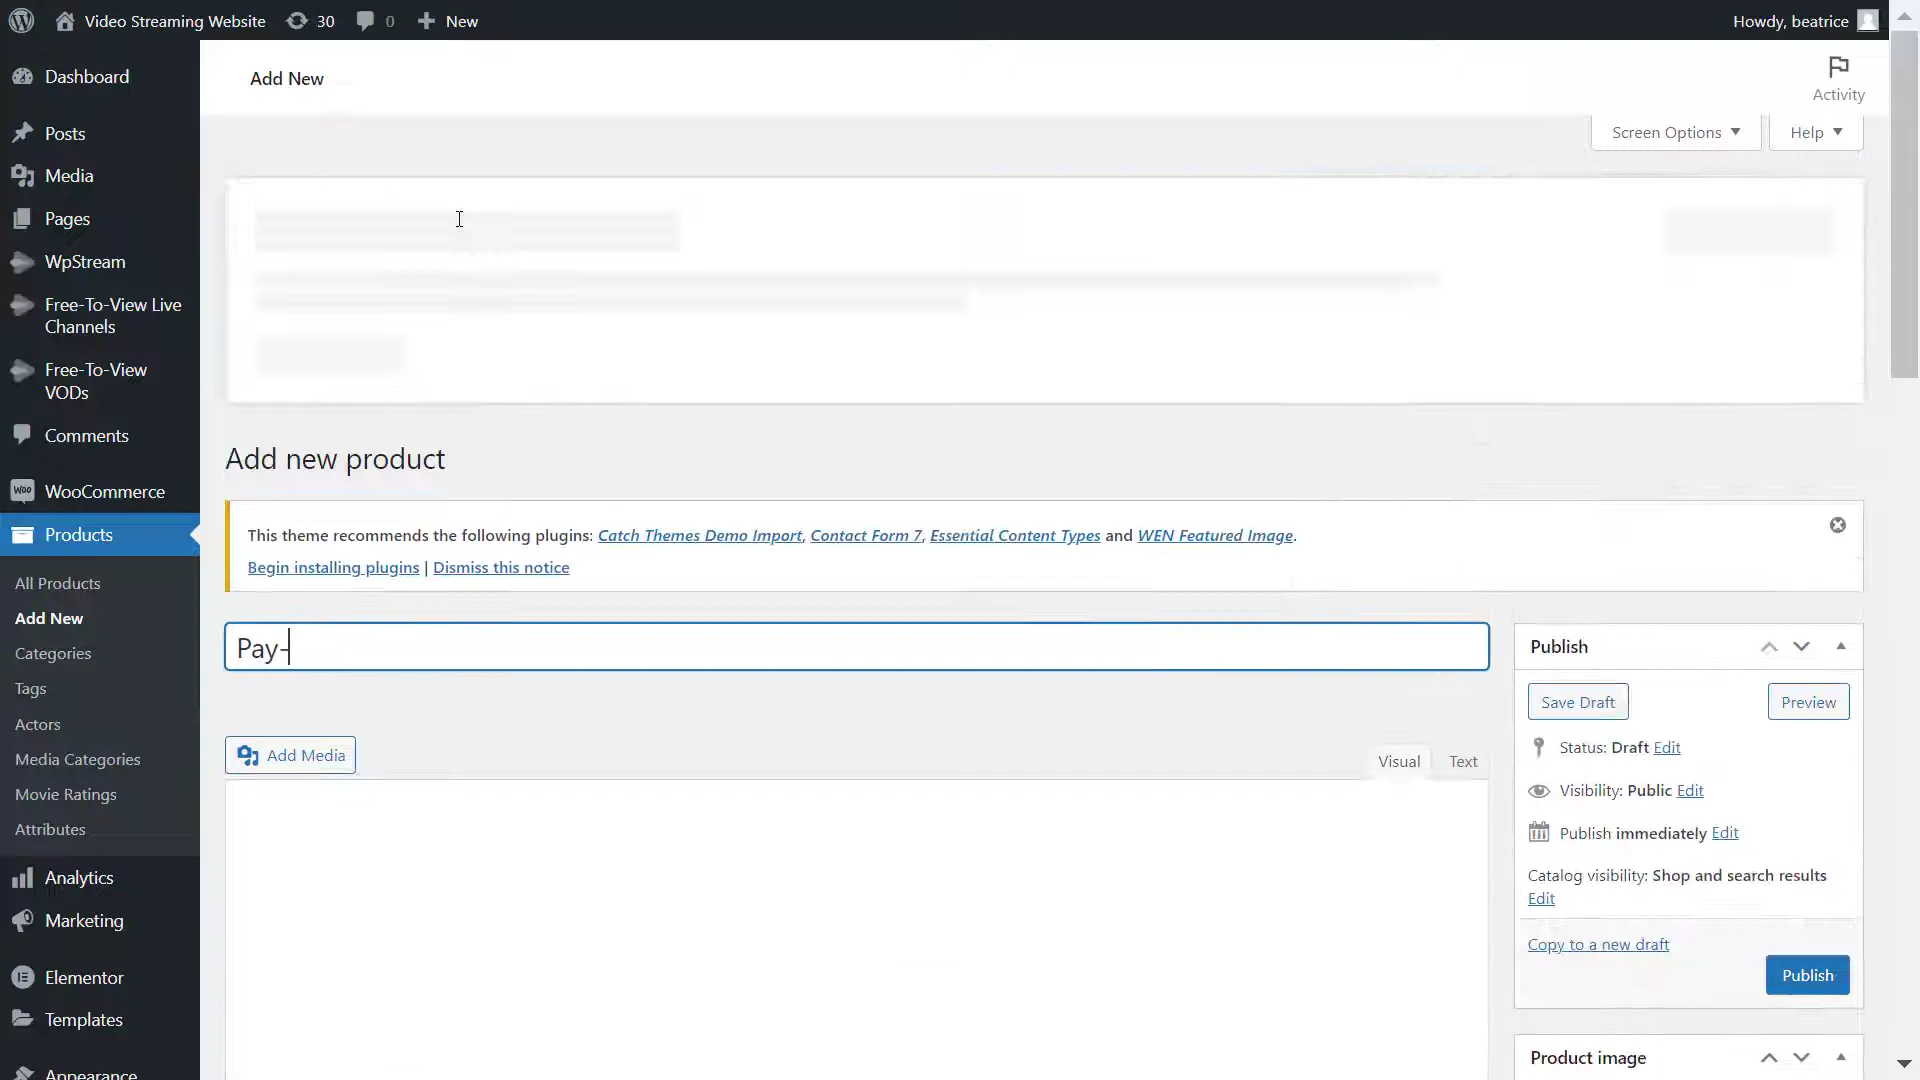 Video Streaming Website 30 0 New Howdy, beatrice
Dashboard
Posts
Media
Pages
WpStream
Free-To-View Live
Channels
Free-To-View
VODs
Comments
WOO WooCommerce
Products
All Products
Add New
Categories
Tags
Actors
Media Categories
Movie Ratings
Attributes
Analytics
Marketing
Elementor
Templates
Appearance
Add New
Activity
Screen Options Help
Add new product
This theme recommends the following plugins: Catch Themes Demo Import, Contact Form 7, Essential Content Types and WEN Featured Image.
Begin installing plugins | Dismiss this notice
Pay-
Add Media
Visual Text
Publish
Save Draft Preview
Status: Draft Edit
Visibility: Public Edit
Publish immediately Edit
Catalog visibility: Shop and search results
Edit
Copy to a new draft
Publish
Product image